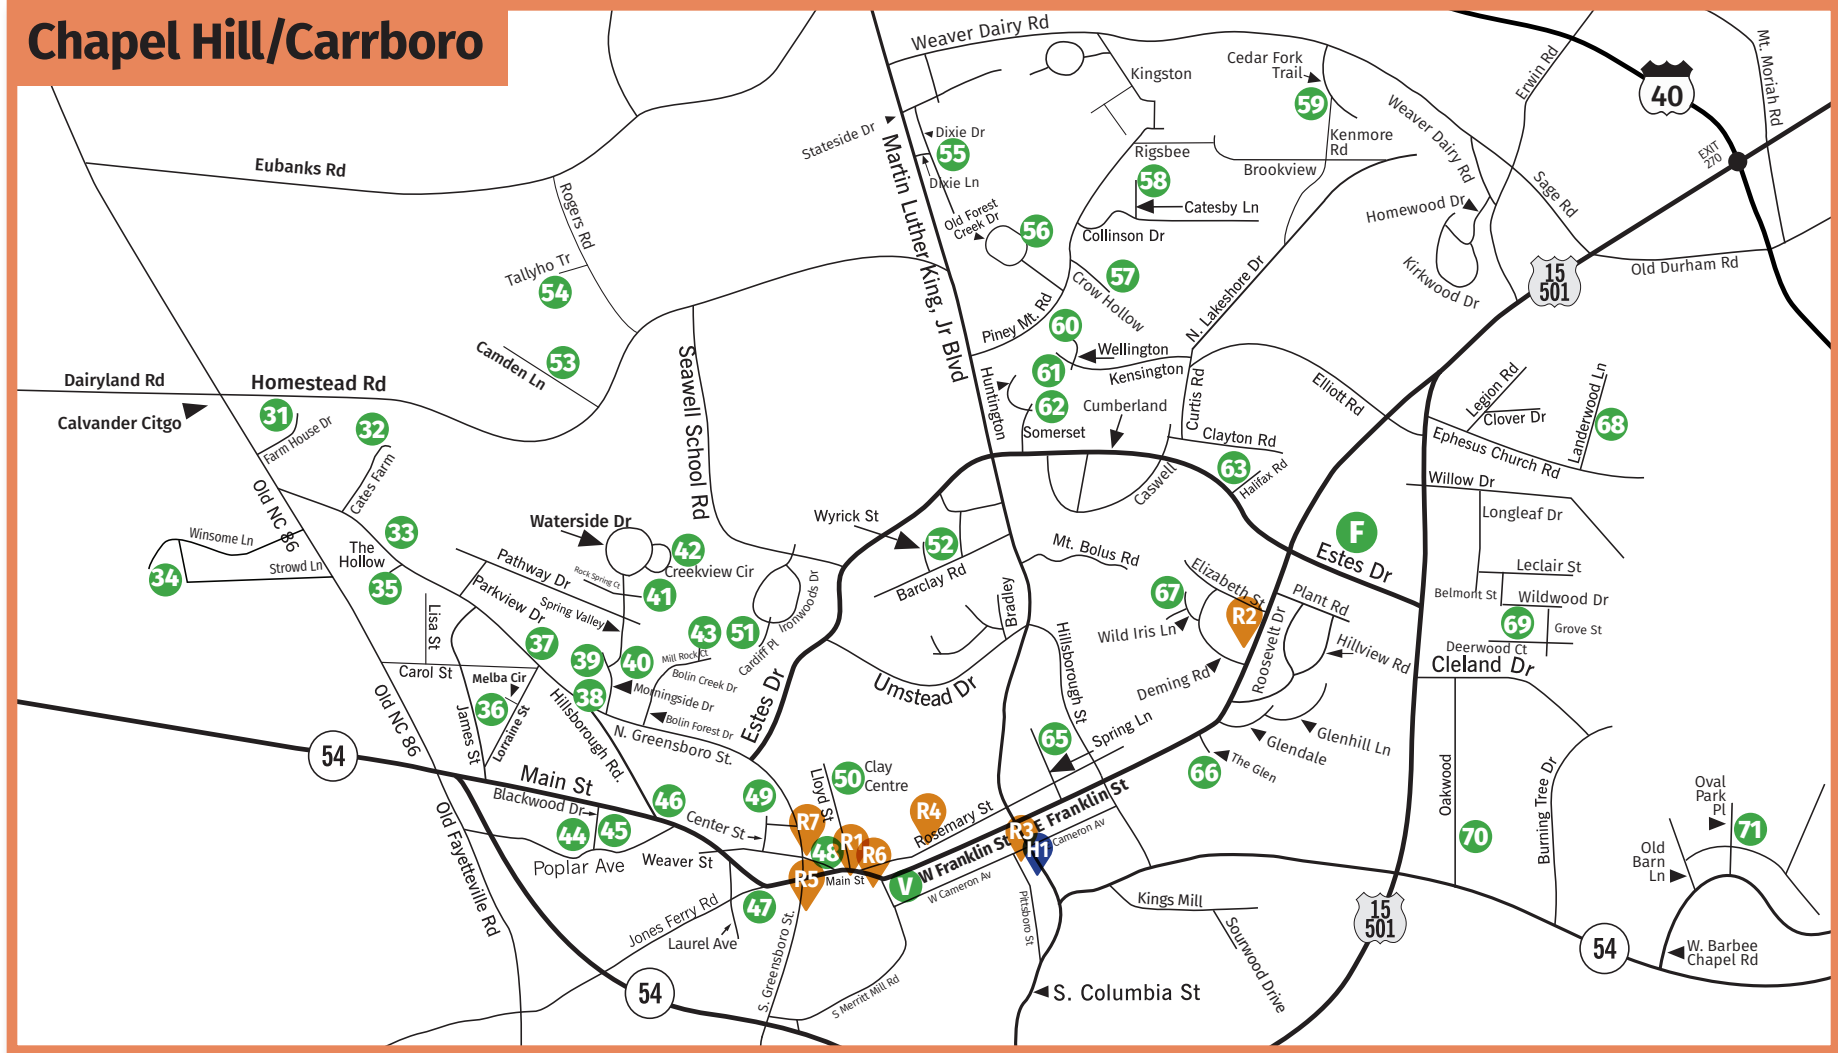 Chapel Hill/Carrboro
Weaver Dairy Rd
Kingston
Cedar Fork
Trail
59
Erwin Rd
Mt. Moriah Rd
40
EXIT
270
Stateside Dr
Dixie Dr
55
Dixie Ln
Martin Luther King, Jr Blvd
Rigsbee
Kenmore
Rd
Brookview
Weaver Dairy Rd
Sage Rd
Eubanks Rd
Rogers Rd
58
Catesby Ln
Old Forest
Creek Dr
56
Collinson Dr
Homewood Dr
Kirkwood Dr
Old Durham Rd
15
501
Tallyho Tr
54
57
Crow Hollow
Piney Mt. Rd
N. Lakeshore Dr
60
Wellington
Kensington
61
62
Camden Ln
53
Seawell School Rd
Huntington
Somerset
Cumberland
Curtis Rd
Elliott Rd
Legion Rd
Clover Dr
Landerwood Ln
68
Dairyland Rd
Homestead Rd
Calvander Citgo
31
Farm House Dr
32
Cates Farm
Clayton Rd
63
Halifax Rd
Caswell
Ephesus Church Rd
Willow Dr
Longleaf Dr
Old NC 86
Winsome Ln
Strowd Ln
34
33
The
Hollow
35
Waterside Dr
42
Creekview Cir
Rock Spring Ct
41
Pathway Dr
Parkview Dr
Spring Valley
Wyrick St
52
Barclay Rd
Mt. Bolus Rd
F
Estes Dr
Leclair St
Belmont St
Wildwood Dr
69
Grove St
Deerwood Ct
Cleland Dr
Lisa St
Carol St
37
39
40
43
51
Mill Rock Ct
Cardiff Pl
Ironwoods Dr
Bradley
67
Elizabeth St
R2
Plant Rd
Wild Iris Ln
Roosevelt Dr
Hillview Rd
Deming Rd
Melba Cir
36
Lorraine St
James St
Old NC 86
38
Bolin Creek Dr
Morningside Dr
Bolin Forest Dr
Hillsborough Rd.
N. Greensboro St.
Estes Dr
Umstead Dr
Hillsborough St
65
Spring Ln
Glenhill Ln
Glendale
The Glen
66
54
Main St
Blackwood Dr
44
45
46
Poplar Ave
Weaver St
Center St
49
Lloyd St
50
Clay
Centre
R7
48
R1
R6
R4
Rosemary St
R5
Main St
V
W Franklin St
E Franklin St
R3
H1
Cameron Av
W Cameron Av
Oakwood
70
Burning Tree Dr
Oval
Park
Pl
71
Old
Barn
Ln
Old Fayetteville Rd
47
Jones Ferry Rd
Laurel Ave
S. Greensboro St.
S Merritt Mill Rd
Pittsboro St
Kings Mill
Sourwood Drive
15
501
54
W. Barbee
Chapel Rd
54
S. Columbia St